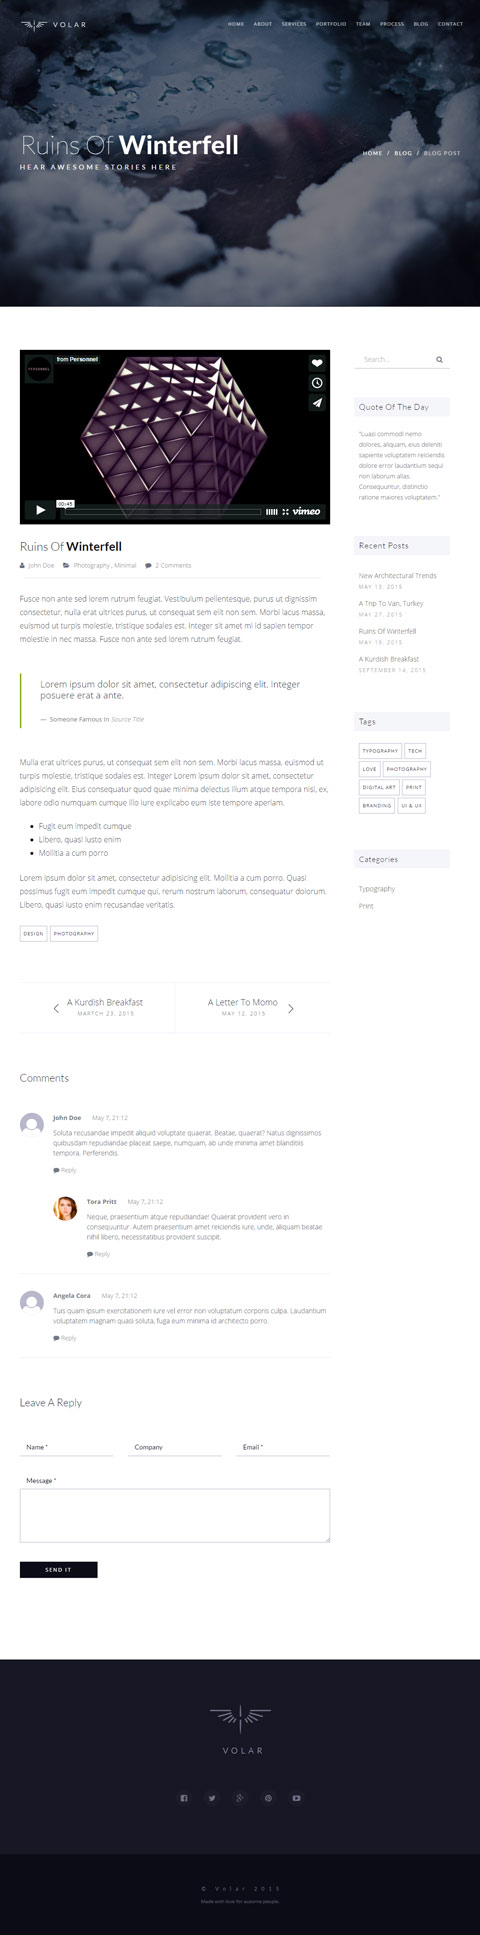 VOLAR
HOME ABOUT SERVICES PORTFOLIO TEAM PROCESS BLOG CONTACT
Ruins Of Winterfell
HEAR AWESOME STORIES HERE
HOME / BLOG / BLOG POST
PERSONNEL
from Personnel
00:45
vimeo
Ruins Of Winterfell
John Doe Photography , Minimal 2 Comments
Fusce non ante sed lorem rutrum feugiat. Vestibulum pellentesque, purus ut dignissim
consectetur, nulla erat ultrices purus, ut consequat sem elit non sem. Morbi lacus massa,
euismod ut turpis molestie, tristique sodales est. Integer sit amet mi id sapien tempor
molestie in nec massa. Fusce non ante sed lorem rutrum feugiat.
Lorem ipsum dolor sit amet, consectetur adipiscing elit. Integer
posuere erat a ante.
— Someone Famous in Source Title
Mulla erat ultrices purus, ut consequat sem elit non sem. Morbi lacus massa, euismod ut
turpis molestie, tristique sodales est. Integer Lorem ipsum dolor sit amet, consectetur
adipisicing elit. Eius consequatur quod quae minima delectus illum atque tempora nisi, ex,
labore odio numquam cumque illo iure explicabo eum iste tempore aperiam.
Fugit eum impedit cumque
Libero, quasi iusto enim
Mollitia a cum porro
Lorem ipsum dolor sit amet, consectetur adipisicing elit. Mollitia a cum porro. Quasi
possimus fugit eum impedit cumque qui, rerum nostrum laborum, consequatur dolorum.
Libero, quasi iusto enim recusandae veritatis.
DESIGN PHOTOGRAPHY
A Kurdish Breakfast
MARTCH 23, 2015
A Letter To Momo
MAY 12, 2015
Comments
John Doe May 7, 21:12
Soluta recusandae impedit aliquid voluptate quaerat. Beatae, quaerat? Natus dignissimos
quibusdam repudiandae placeat saepe, numquam, ab unde minima amet blanditiis
tempora. Perferendis.
Reply
Tora Pritt May 7, 21:12
Neque, praesentium atque repudiandae! Quaerat provident vero in
consequuntur. Autem praesentium amet reiciendis iure, unde, aliquam beatae
nihil libero, necessitatibus provident suscipit.
Reply
Angela Cora May 7, 21:12
Tuis quam ipsum exercitationem iure vel error non voluptatum corporis culpa. Laudantium
voluptatem magnam quasi soluta, fuga eum minima id architecto porro.
Reply
Leave A Reply
Name * Company Email *
Message *
SEND IT
Search...
Quote Of The Day
"Luasi commodi nemo
dolores, aliquam, eius deleniti
sapiente voluptatem reiciendis
dolore error laudantium sequi
non laborum alias.
Consequuntur, distinctio
ratione maiores voluptatem."
Recent Posts
New Architectural Trends
MAY 13, 2015
A Trip To Van, Turkey
MAY 27, 2015
Ruins Of Winterfell
MAY 19, 2015
A Kurdish Breakfast
SEPTEMBER 14, 2015
Tags
TYPOGRAPHY TECH
LOVE PHOTOGRAPHY
DIGITAL ART PRINT
BRANDING UI & UX
Categories
Typography
Print
VOLAR
© Volar 2015
Made with love for ausome people.